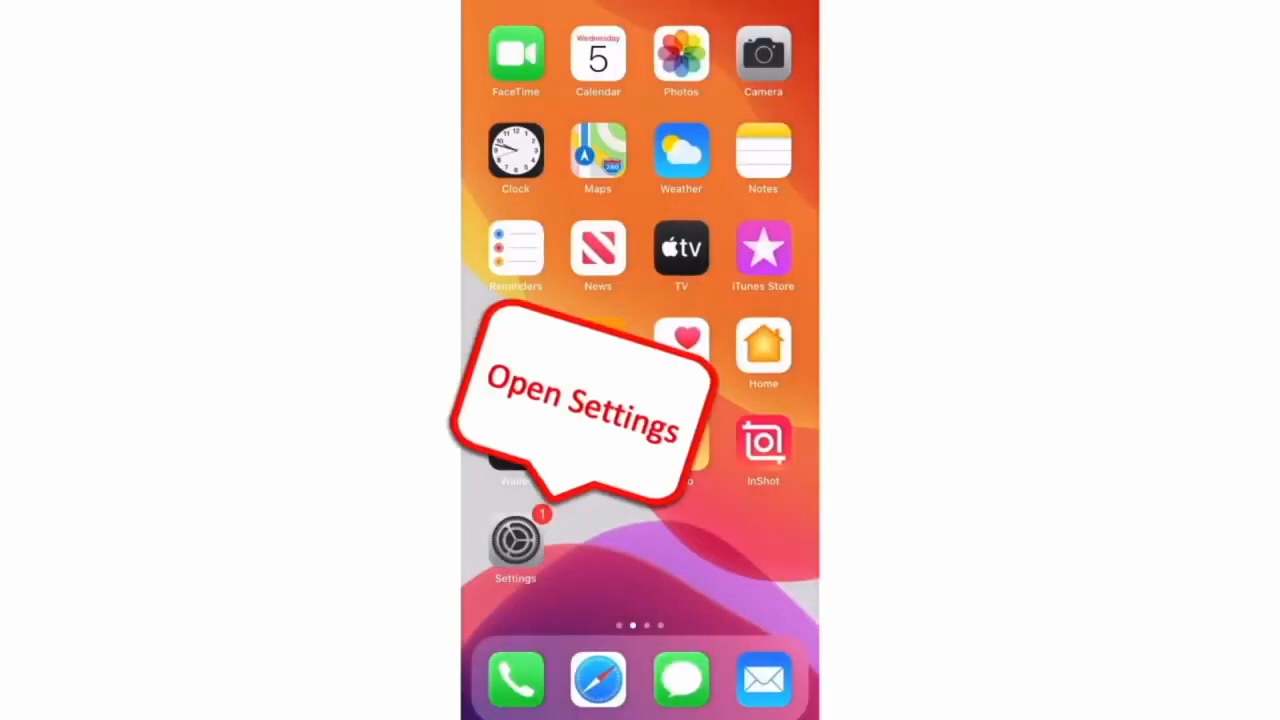 Wednesday
5
FaceTime
Calendar
Photos
Camera
Clock
Maps
Weather
Notes
tv
Reminders
News
TV
iTunes Store
Open Settings
Home
InShot
1
Settings